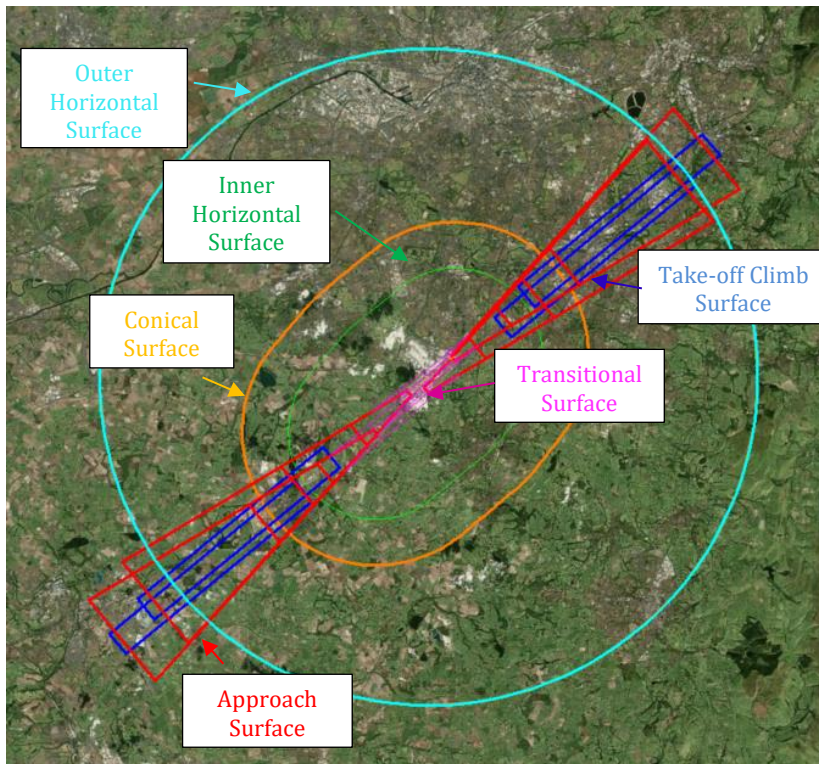 Outer
Horizontal
Surface
Inner
Horizontal
Surface
Take-off Climb
Surface
Conical
Surface
Transitional
Surface
Approach
Surface